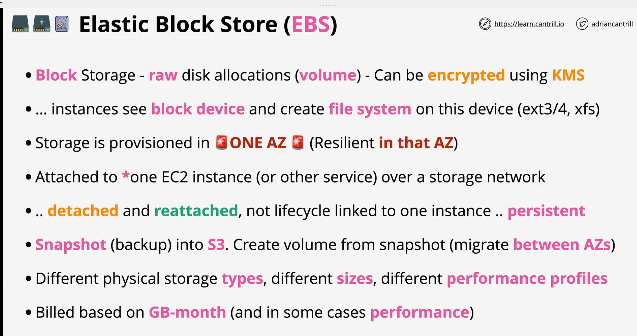 Elastic Block Store (EBS)
https://learn.cantrill.io
adriancantrill
• Block Storage - raw disk allocations (volume) - Can be encrypted using KMS
• ... instances see block device and create file system on this device (ext3/4, xfs)
• Storage is provisioned in 🚨ONE AZ 🚨 (Resilient in that AZ)
• Attached to *one EC2 instance (or other service) over a storage network
• .. detached and reattached, not lifecycle linked to one instance .. persistent
• Snapshot (backup) into S3. Create volume from snapshot (migrate between AZs)
• Different physical storage types, different sizes, different performance profiles
• Billed based on GB-month (and in some cases performance)